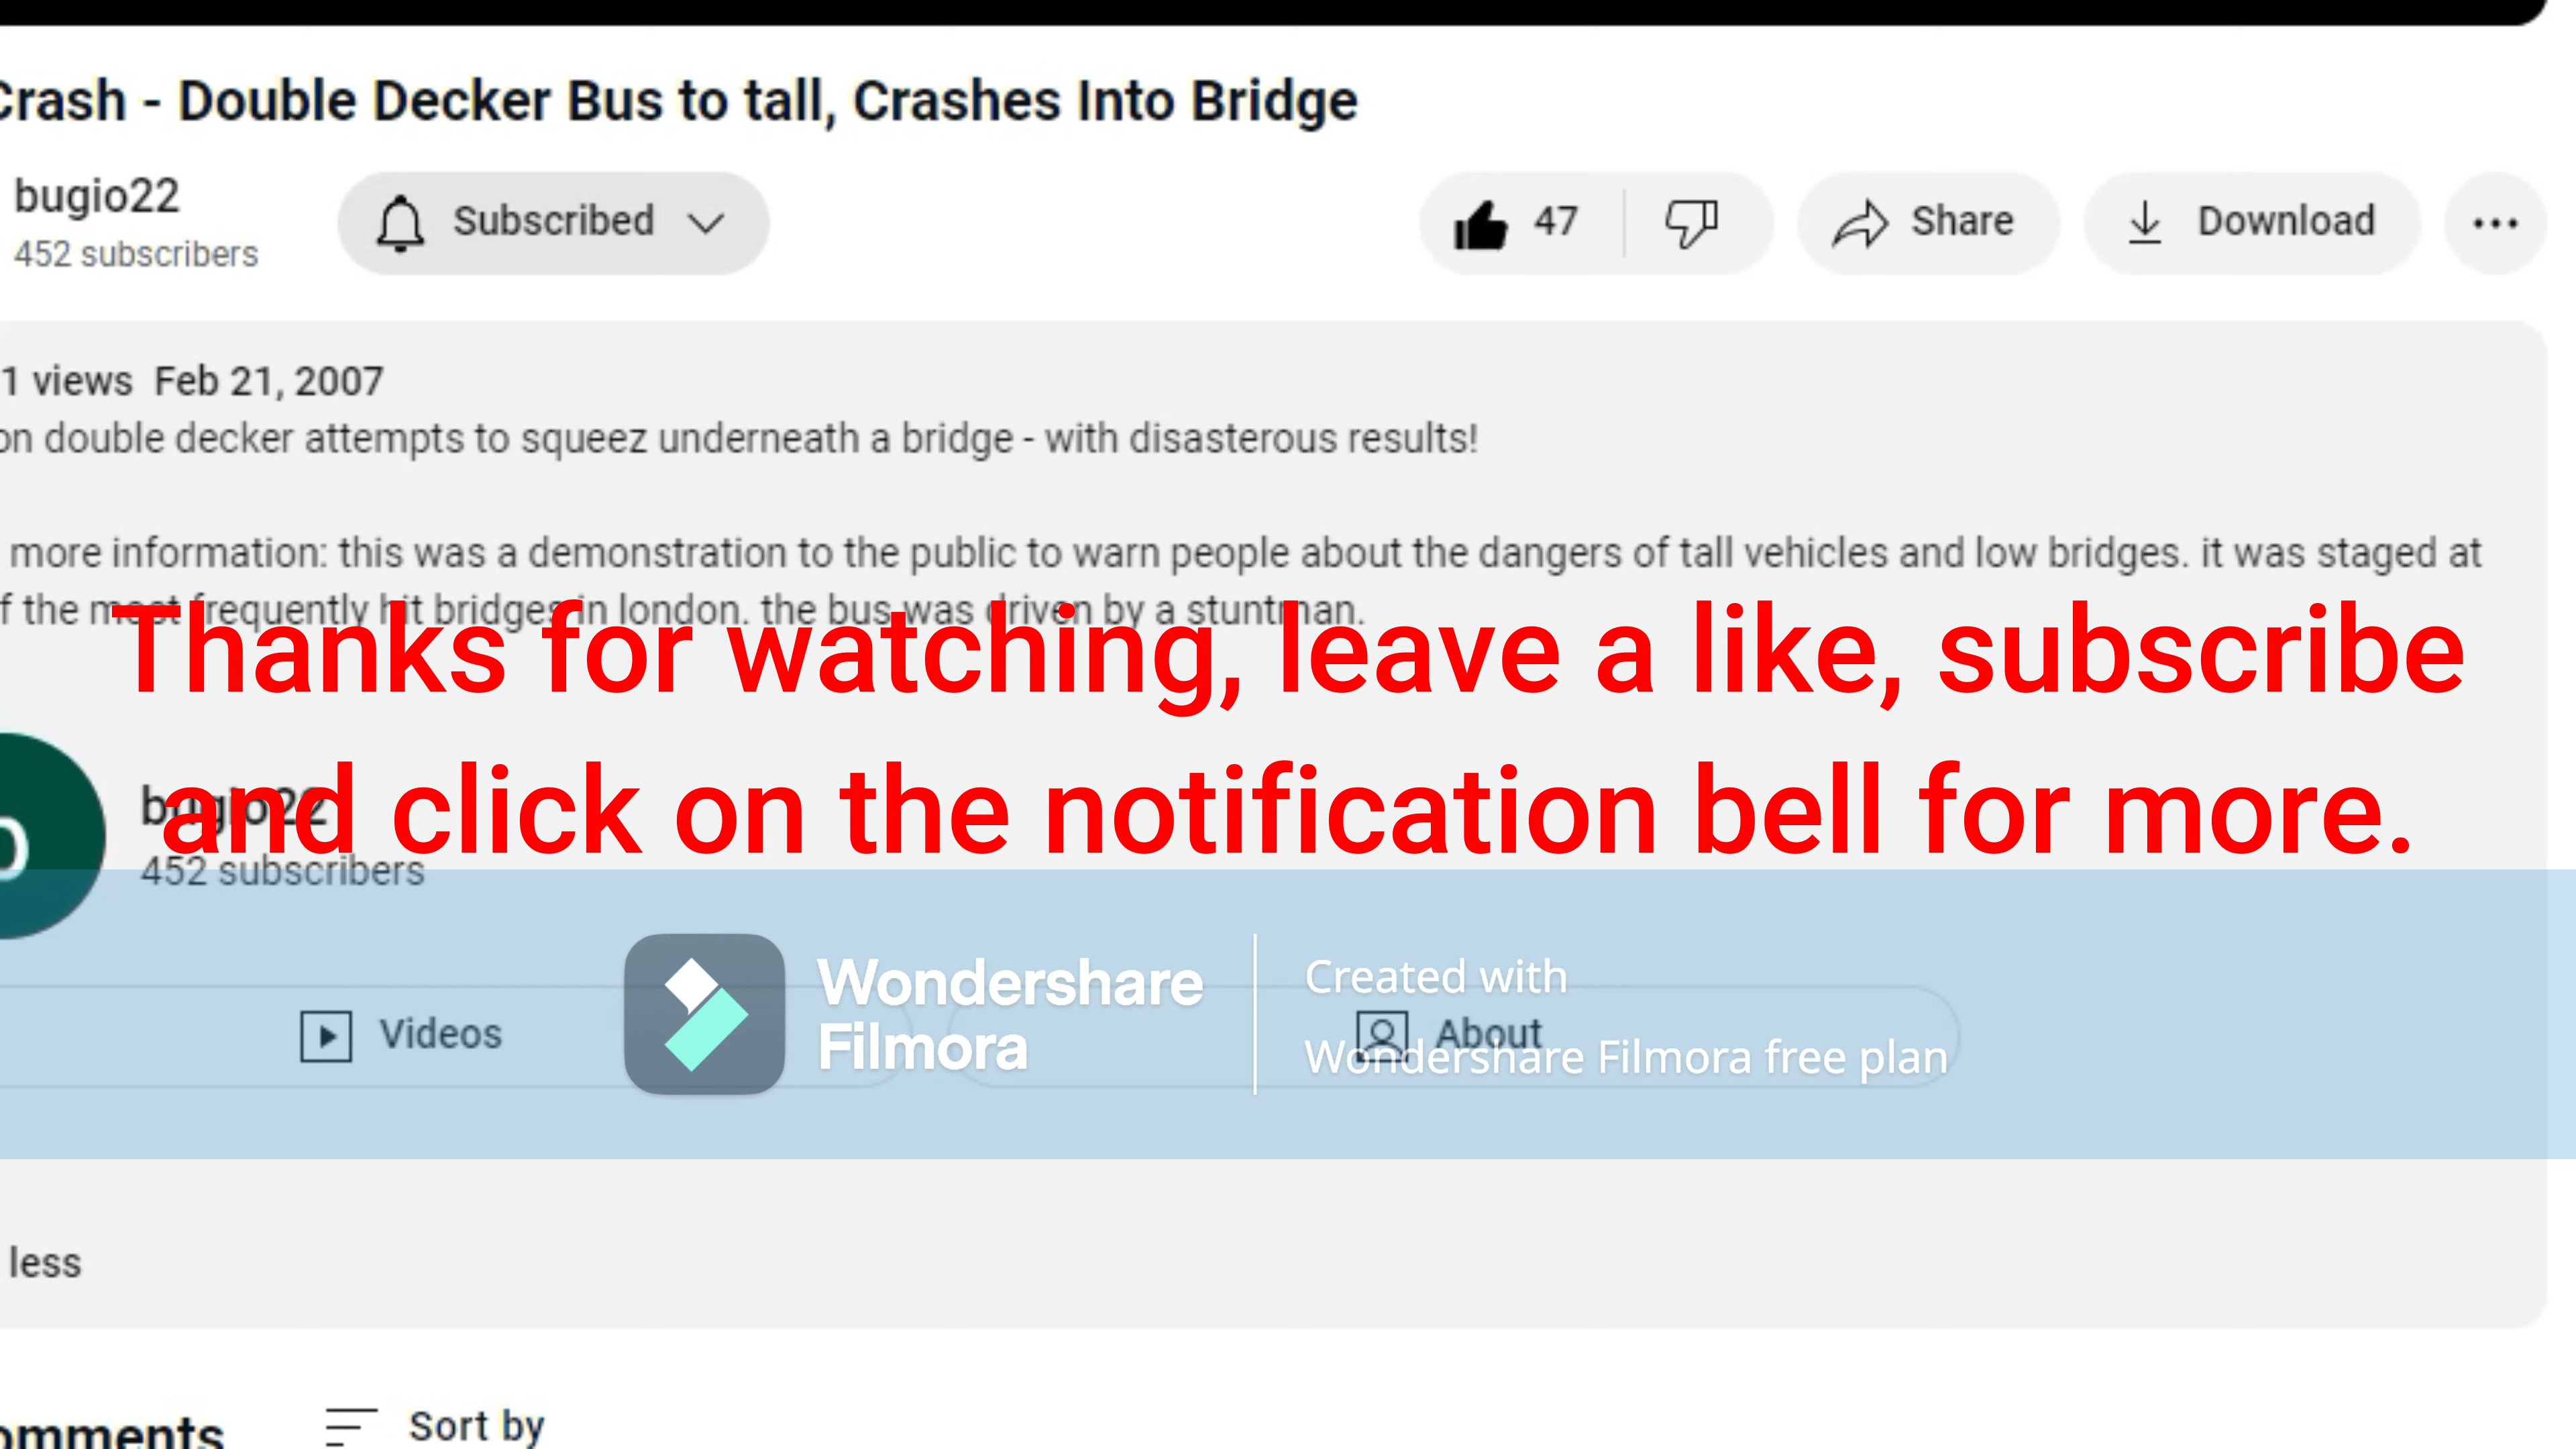 Crash - Double Decker Bus to tall, Crashes Into Bridge
bugio22
452 subscribers
Subscribed
47
Share
Download
1 views Feb 21, 2007
on double decker attempts to squeez underneath a bridge - with disasterous results!
more information: this was a demonstration to the public to warn people about the dangers of tall vehicles and low bridges. it was staged at
f the most frequently hit bridges in london. the bus was driven by a stuntman.
Thanks for watching, leave a like, subscribe
and click on the notification bell for more.
bugio22
452 subscribers
Videos
Wondershare
Filmora
Created with
About
Wondershare Filmora free plan
less
omments
Sort by